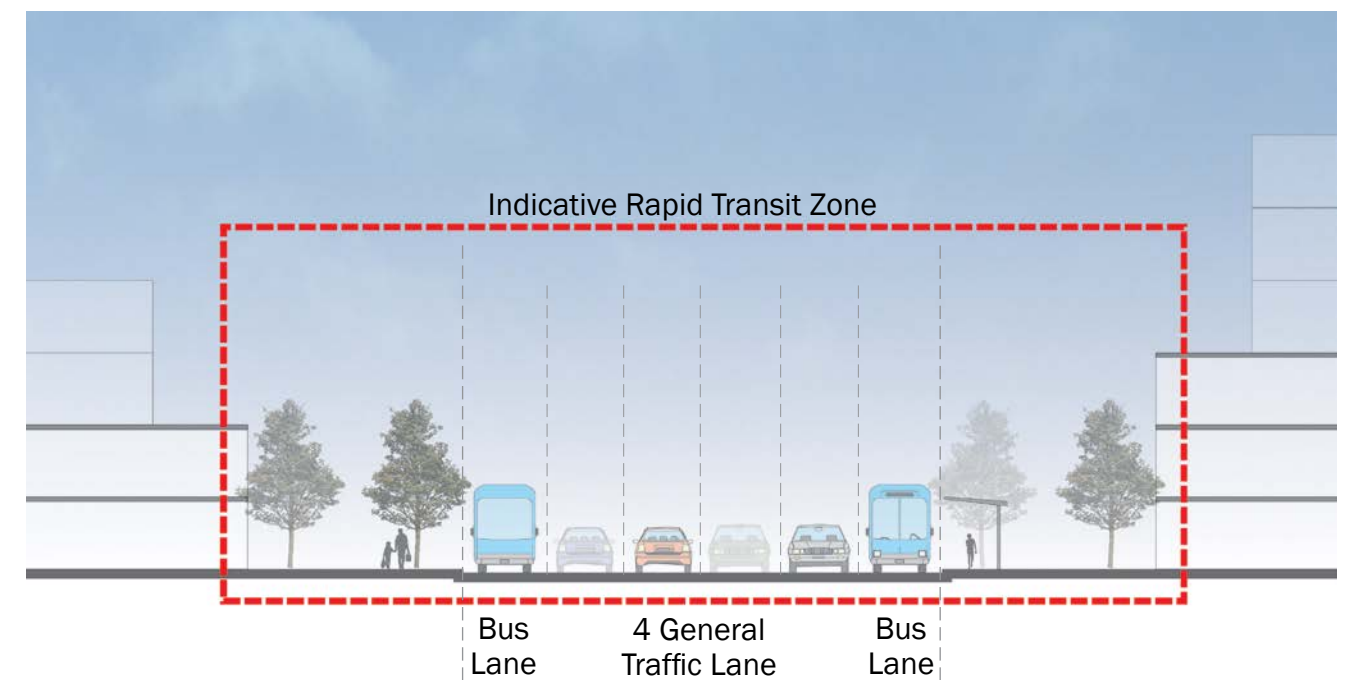 Indicative Rapid Transit Zone
Bus
Lane
4 General
Traffic Lane
Bus
Lane